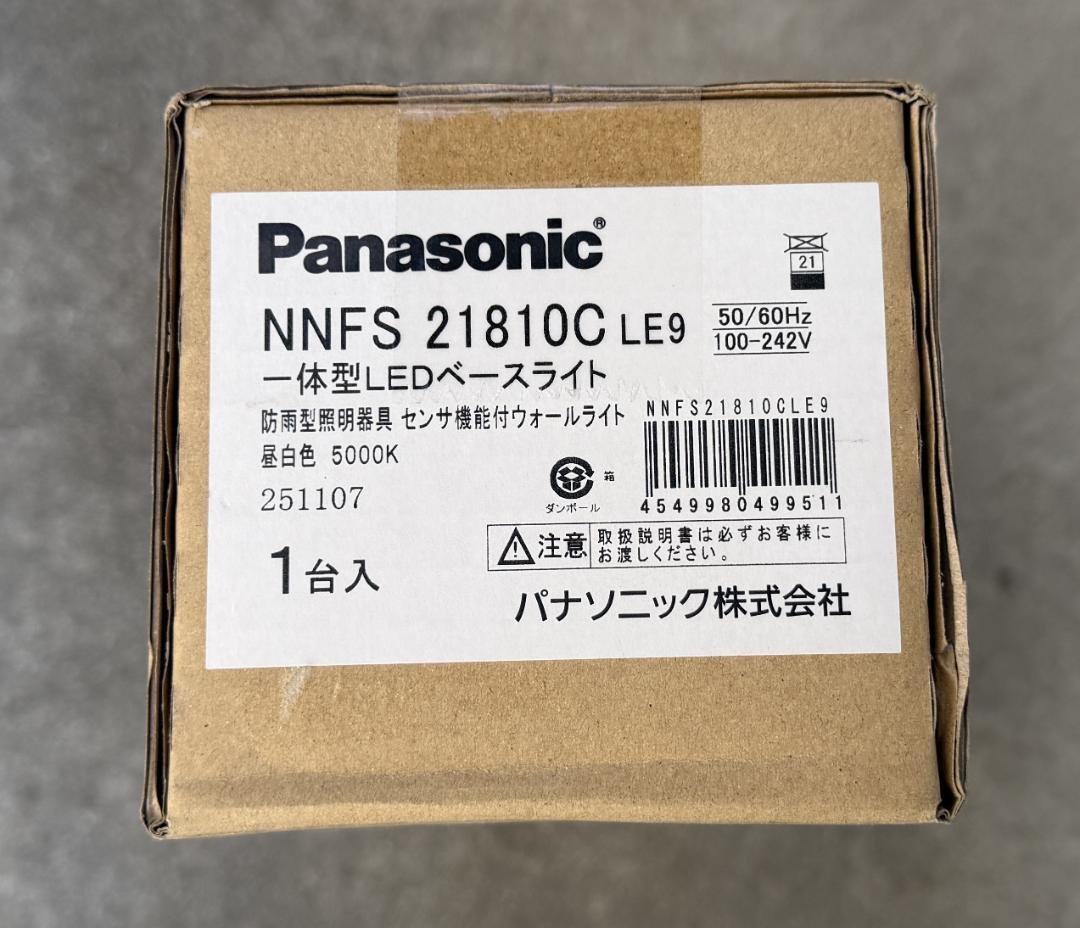 Panasonic®
21
NNFS 21810C LE9
50/60Hz
100-242V
一体型LEDベースライト
防雨型照明器具 センサ機能付ウォールライト
昼白色 5000K
NNFS21810CLE9
251107
箱
ダンボール
4549980499511
1台入
注意
取扱説明書は必ずお客様に
お渡しください。
パナソニック株式会社